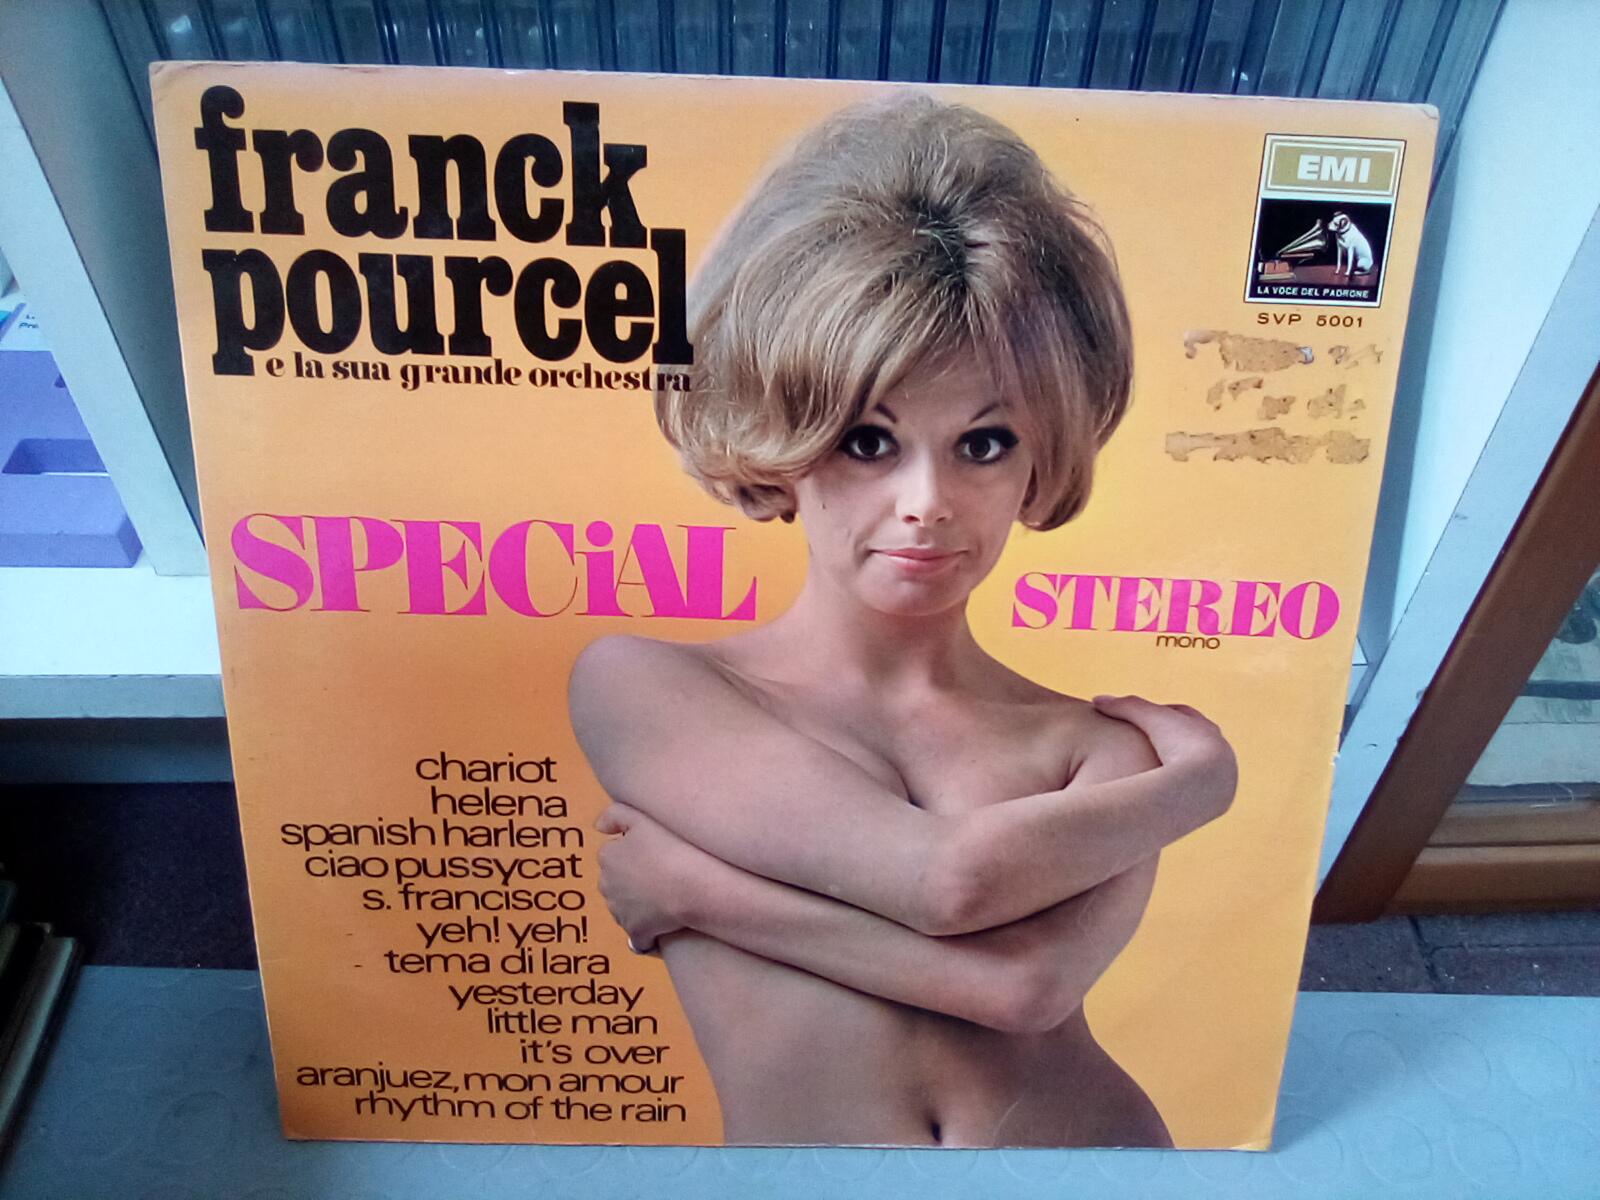 franck
pourcel
e la sua grande orchestra
EMI
LA VOCE DEL PADRONE
SVP 5001
SPECiAL
STEREO
mono
chariot
helena
spanish harlem
ciao pussycat
s. francisco
yeh! yeh!
tema di lara
yesterday
little man
it's over
aranjuez, mon amour
rhythm of the rain